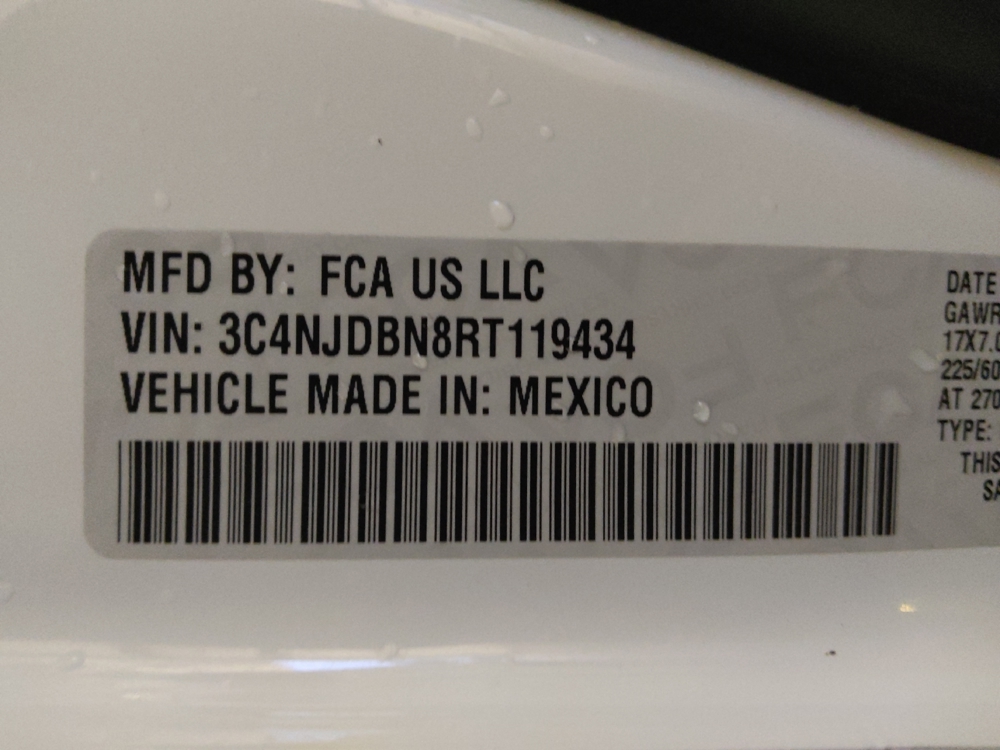 MFD BY: FCA US LLC
VIN: 3C4NJDBN8RT119434
VEHICLE MADE IN: MEXICO
DATE
GAWR
17X7.0
225/60
AT 270
TYPE:
THIS
SA